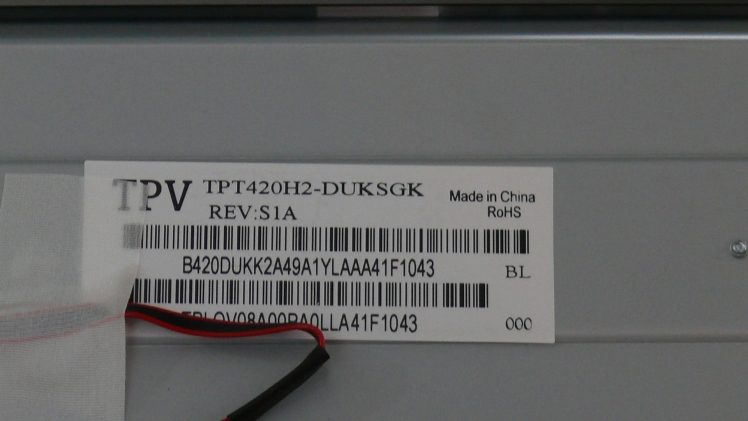 TPV TPT420H2-DUKSGK
REV:S1A
Made in China
RoHS
B420DUKK2A49A1YLAAA41F1043
BL
000